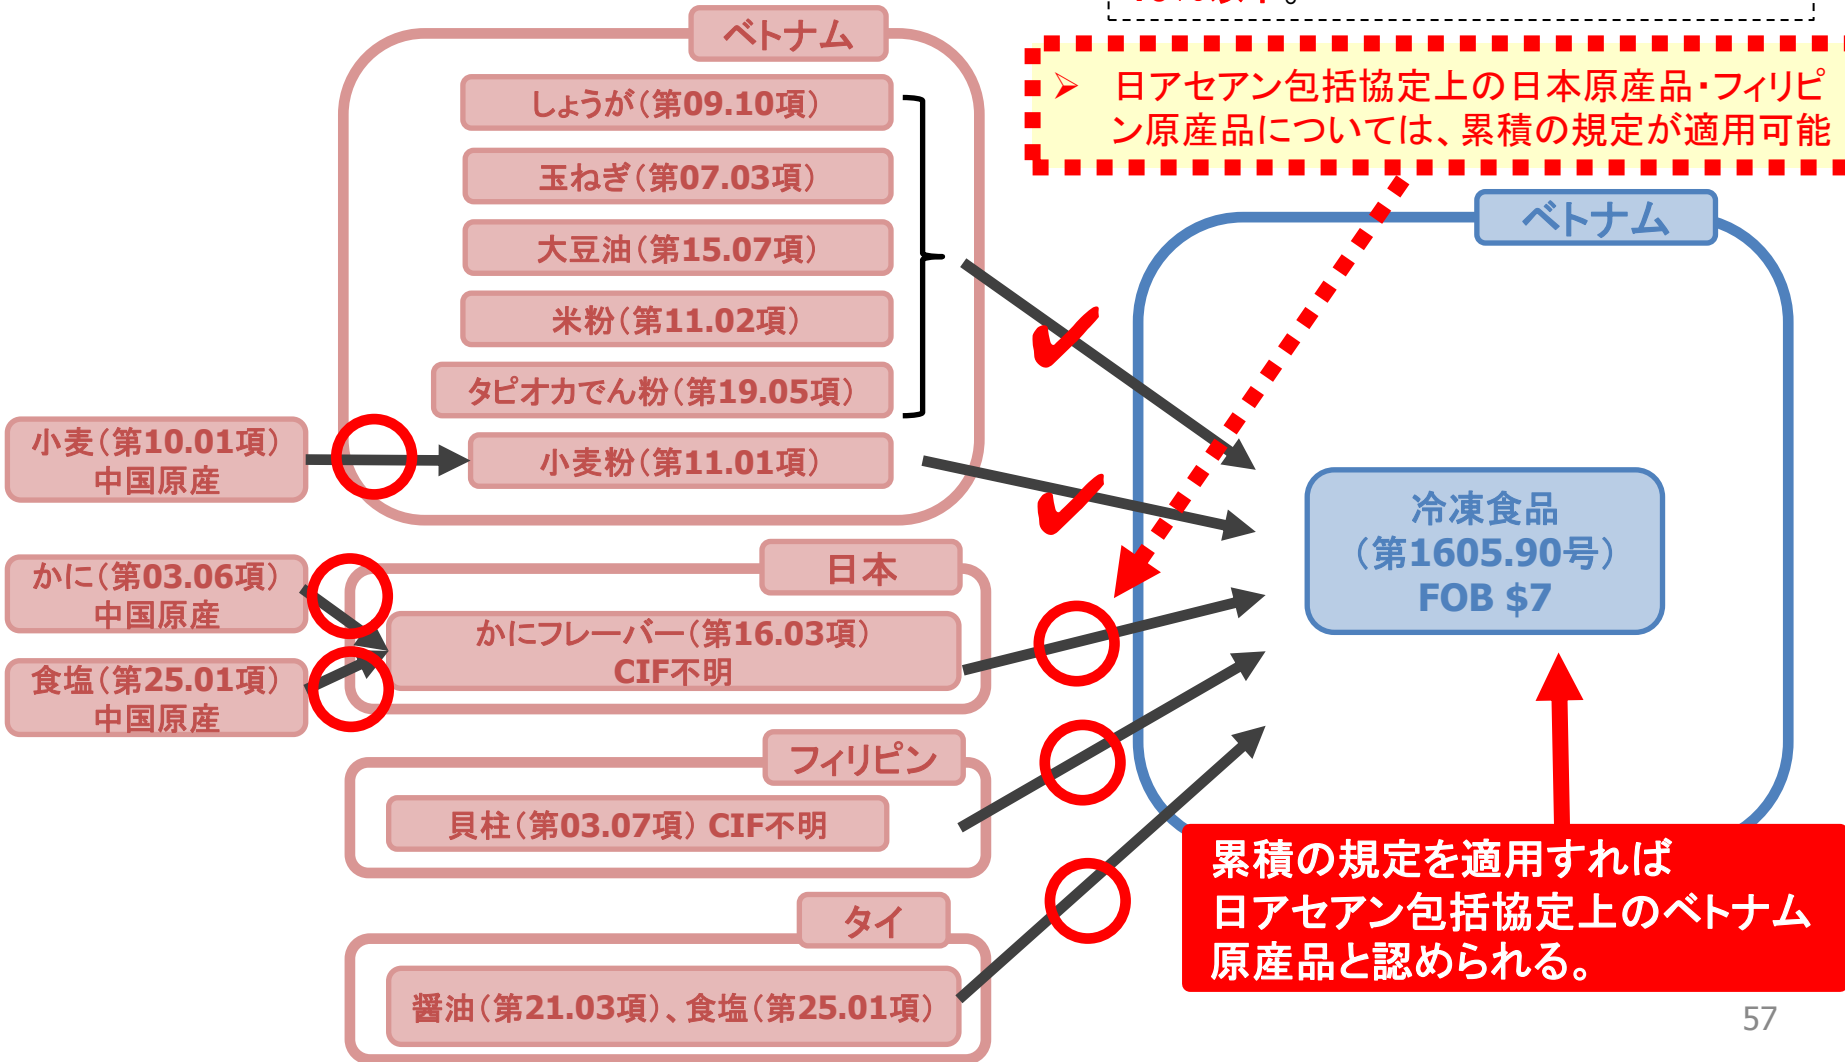 ベトナム
しょうが（第09.10項）
玉ねぎ（第07.03項）
大豆油（第15.07項）
米粉（第11.02項）
タピオカでん粉（第19.05項）
小麦（第10.01項）
中国原産
小麦粉（第11.01項）
かに（第03.06項）
中国原産
食塩（第25.01項）
中国原産
日本
かにフレーバー（第16.03項）
CIF不明
フィリピン
貝柱（第03.07項） CIF不明
タイ
醤油（第21.03項）、食塩（第25.01項）
➢ 日アセアン包括協定上の日本原産品・フィリピ
ン原産品については、累積の規定が適用可能
ベトナム
冷凍食品
（第1605.90号）
FOB $7
累積の規定を適用すれば
日アセアン包括協定上のベトナム
原産品と認められる。
57